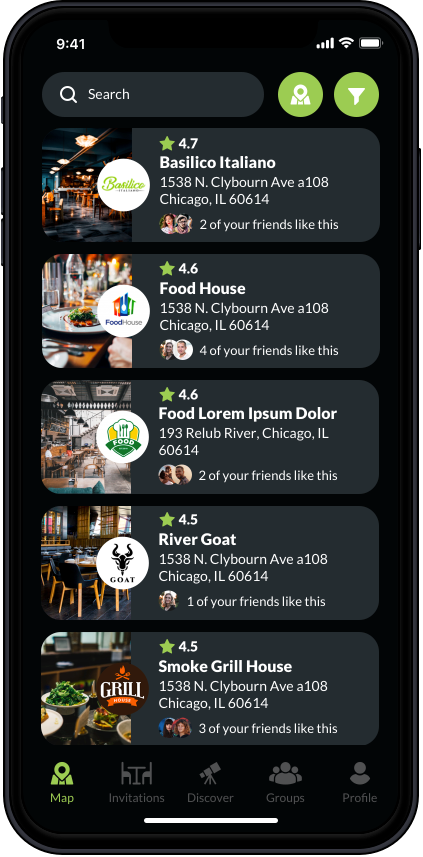 9:41
Search
4.7
Basilico Italiano
1538 N. Clybourn Ave a108
Chicago, IL 60614
2 of your friends like this
Basilico
ITALIANO
4.6
Food House
1538 N. Clybourn Ave a108
Chicago, IL 60614
4 of your friends like this
FoodHouse
4.6
Food Lorem Ipsum Dolor
193 Relub River, Chicago, IL
60614
2 of your friends like this
FOOD
4.5
River Goat
1538 N. Clybourn Ave a108
Chicago, IL 60614
1 of your friends like this
GOAT
4.5
Smoke Grill House
1538 N. Clybourn Ave a108
Chicago, IL 60614
3 of your friends like this
GRILL
HOUSE
Map
Invitations
Discover
Groups
Profile